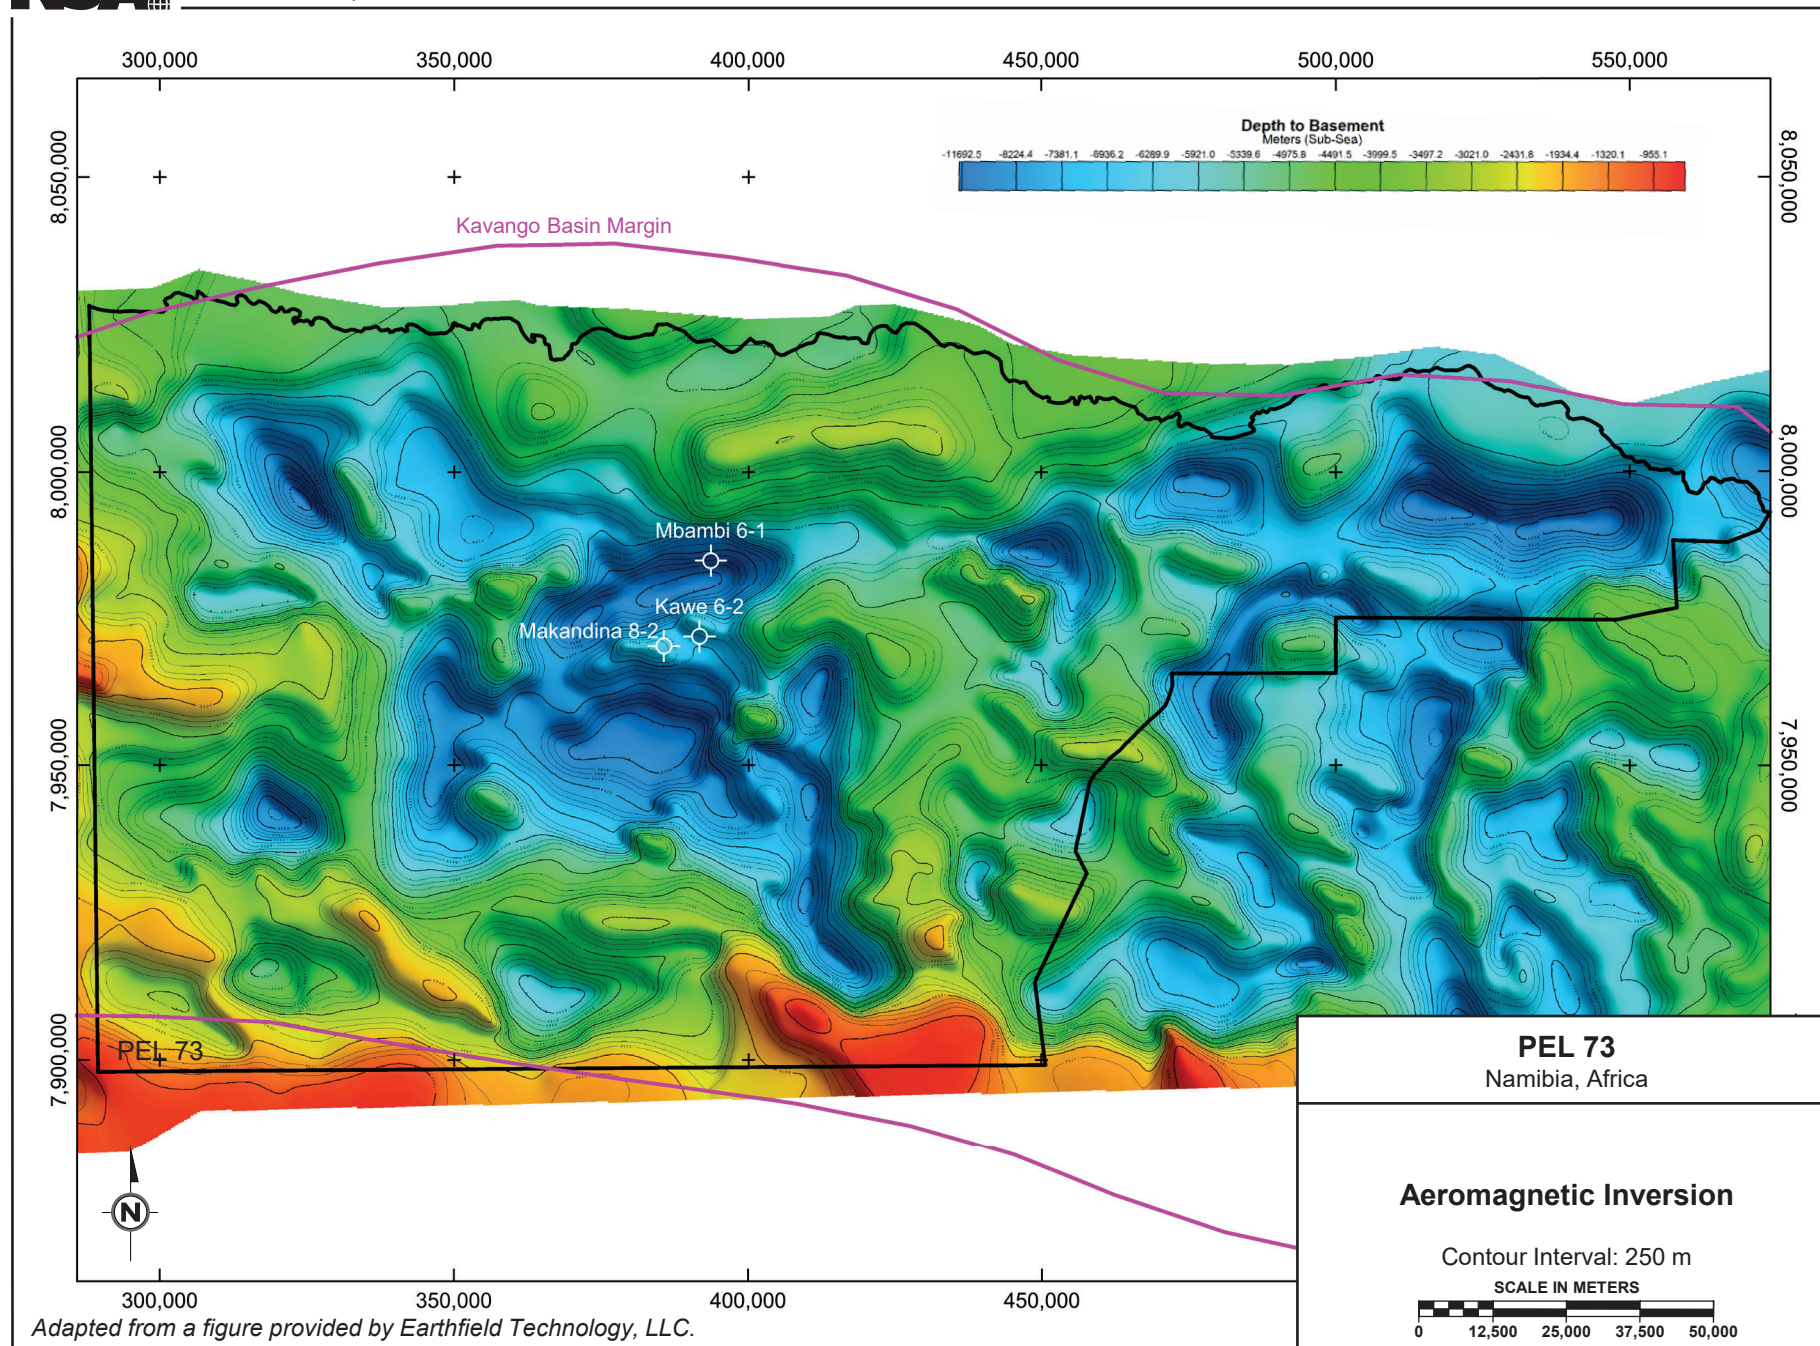 300,000 350,000 400,000 450,000 500,000 550,000
8,050,000
8,050,000
Depth to Basement
Meters (Sub-Sea)
-11692.5 -8224.4 -7381.1 -6936.2 -6289.9 -5921.0 -5339.6 -4975.8 -4491.5 -3999.5 -3497.2 -3021.0 -2431.8 -1934.4 -1320.1 -955.1
Kavango Basin Margin
8,000,000
8,000,000
Mbambi 6-1
Kawe 6-2
Makandina 8-2
7,950,000
7,950,000
7,900,000
PEL 73
N
PEL 73
Namibia, Africa
Aeromagnetic Inversion
Contour Interval: 250 m
SCALE IN METERS
0 12,500 25,000 37,500 50,000
300,000 350,000 400,000 450,000
Adapted from a figure provided by Earthfield Technology, LLC.